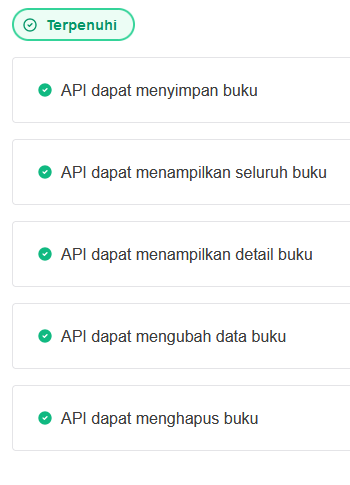 Terpenuhi
API dapat menyimpan buku
API dapat menampilkan seluruh buku
API dapat menampilkan detail buku
API dapat mengubah data buku
API dapat menghapus buku